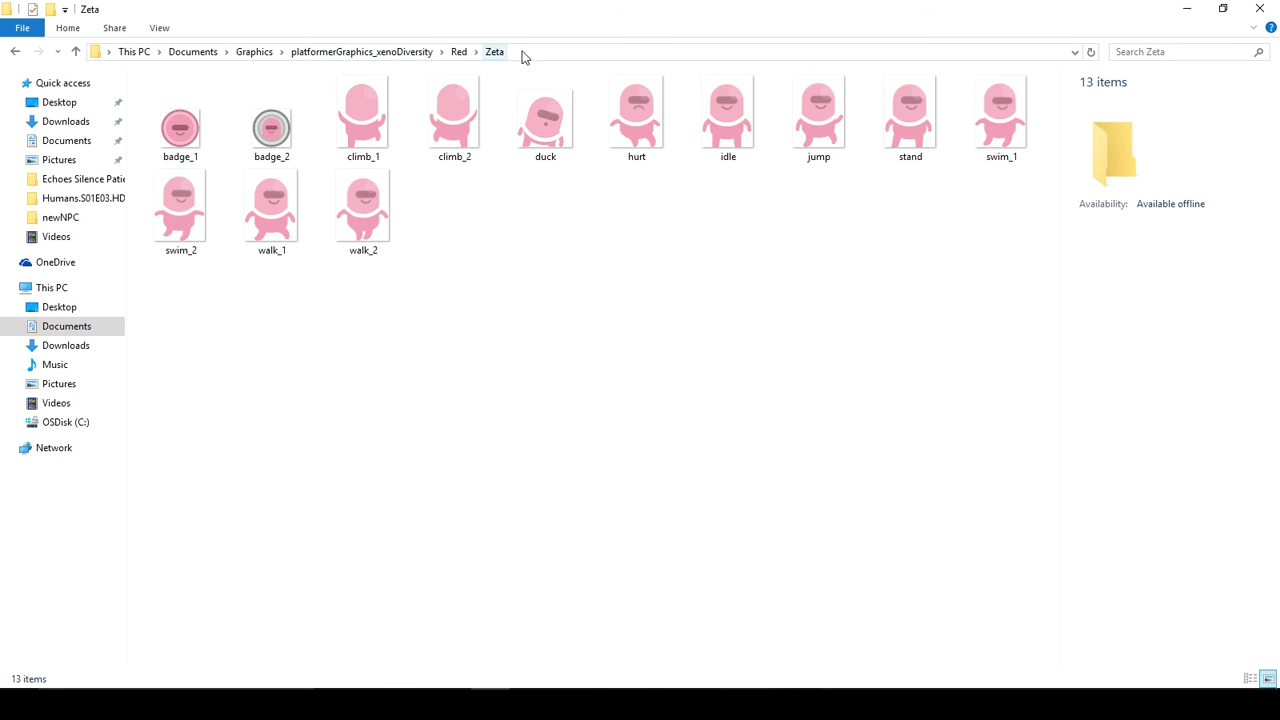 Zeta
File Home Share View
This PC Documents Graphics platformerGraphics_xenoDiversity Red Zeta
Search Zeta
Quick access
Desktop
Downloads
Documents
Pictures
Echoes Silence Patie
Humans.S01E03.HD
newNPC
Videos
OneDrive
This PC
Desktop
Documents
Downloads
Music
Pictures
Videos
OSDisk (C:)
Network
badge_1 badge_2 climb_1 climb_2 duck hurt idle jump stand swim_1
swim_2 walk_1 walk_2
13 items
Availability: Available offline
13 items